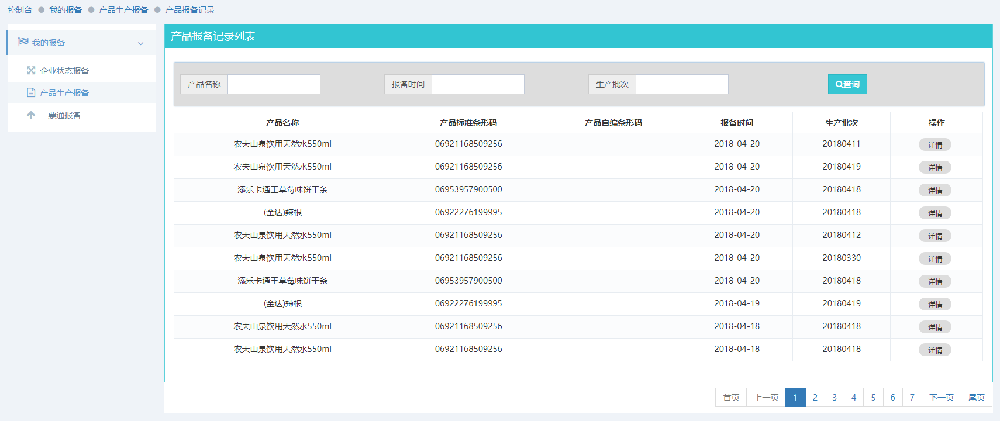 控制台 我的报备 产品生产报备 产品报备记录
我的报备
企业状态报备
产品生产报备
一票通报备
产品报备记录列表
产品名称 报备时间 生产批次 查询
产品名称 产品标准条形码 产品自编条形码 报备时间 生产批次 操作
农夫山泉饮用天然水550ml 06921168509256 2018-04-20 20180411 详情
农夫山泉饮用天然水550ml 06921168509256 2018-04-20 20180419 详情
添乐卡通王草莓味饼干条 06953957900500 2018-04-20 20180418 详情
(金达)辣根 06922276199995 2018-04-20 20180418 详情
农夫山泉饮用天然水550ml 06921168509256 2018-04-20 20180412 详情
农夫山泉饮用天然水550ml 06921168509256 2018-04-20 20180330 详情
添乐卡通王草莓味饼干条 06953957900500 2018-04-20 20180418 详情
(金达)辣根 06922276199995 2018-04-19 20180419 详情
农夫山泉饮用天然水550ml 06921168509256 2018-04-18 20180418 详情
农夫山泉饮用天然水550ml 06921168509256 2018-04-18 20180418 详情
首页 上一页 1 2 3 4 5 6 7 下一页 尾页